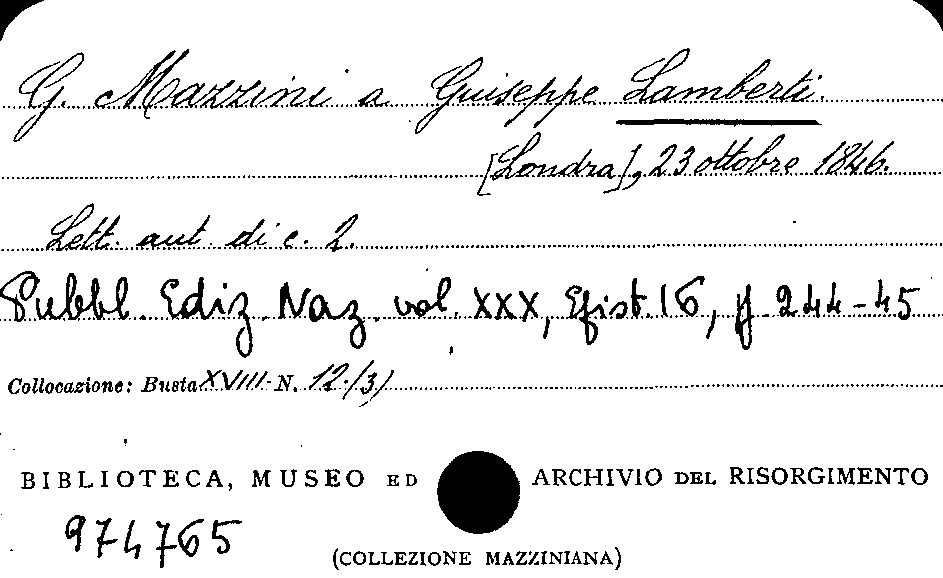 G. Mazzini a Giuseppe Lamberti.
[Londra], 23 ottobre 1846.
Lett. aut. di c. 2.
Pubbl. Ediz. Naz. vol. XXX, Epist. 16, p. 244-45
Collocazione: Busta XVIII. N. 12./3)
BIBLIOTECA, MUSEO ED ARCHIVIO DEL RISORGIMENTO
974765
(COLLEZIONE MAZZINIANA)